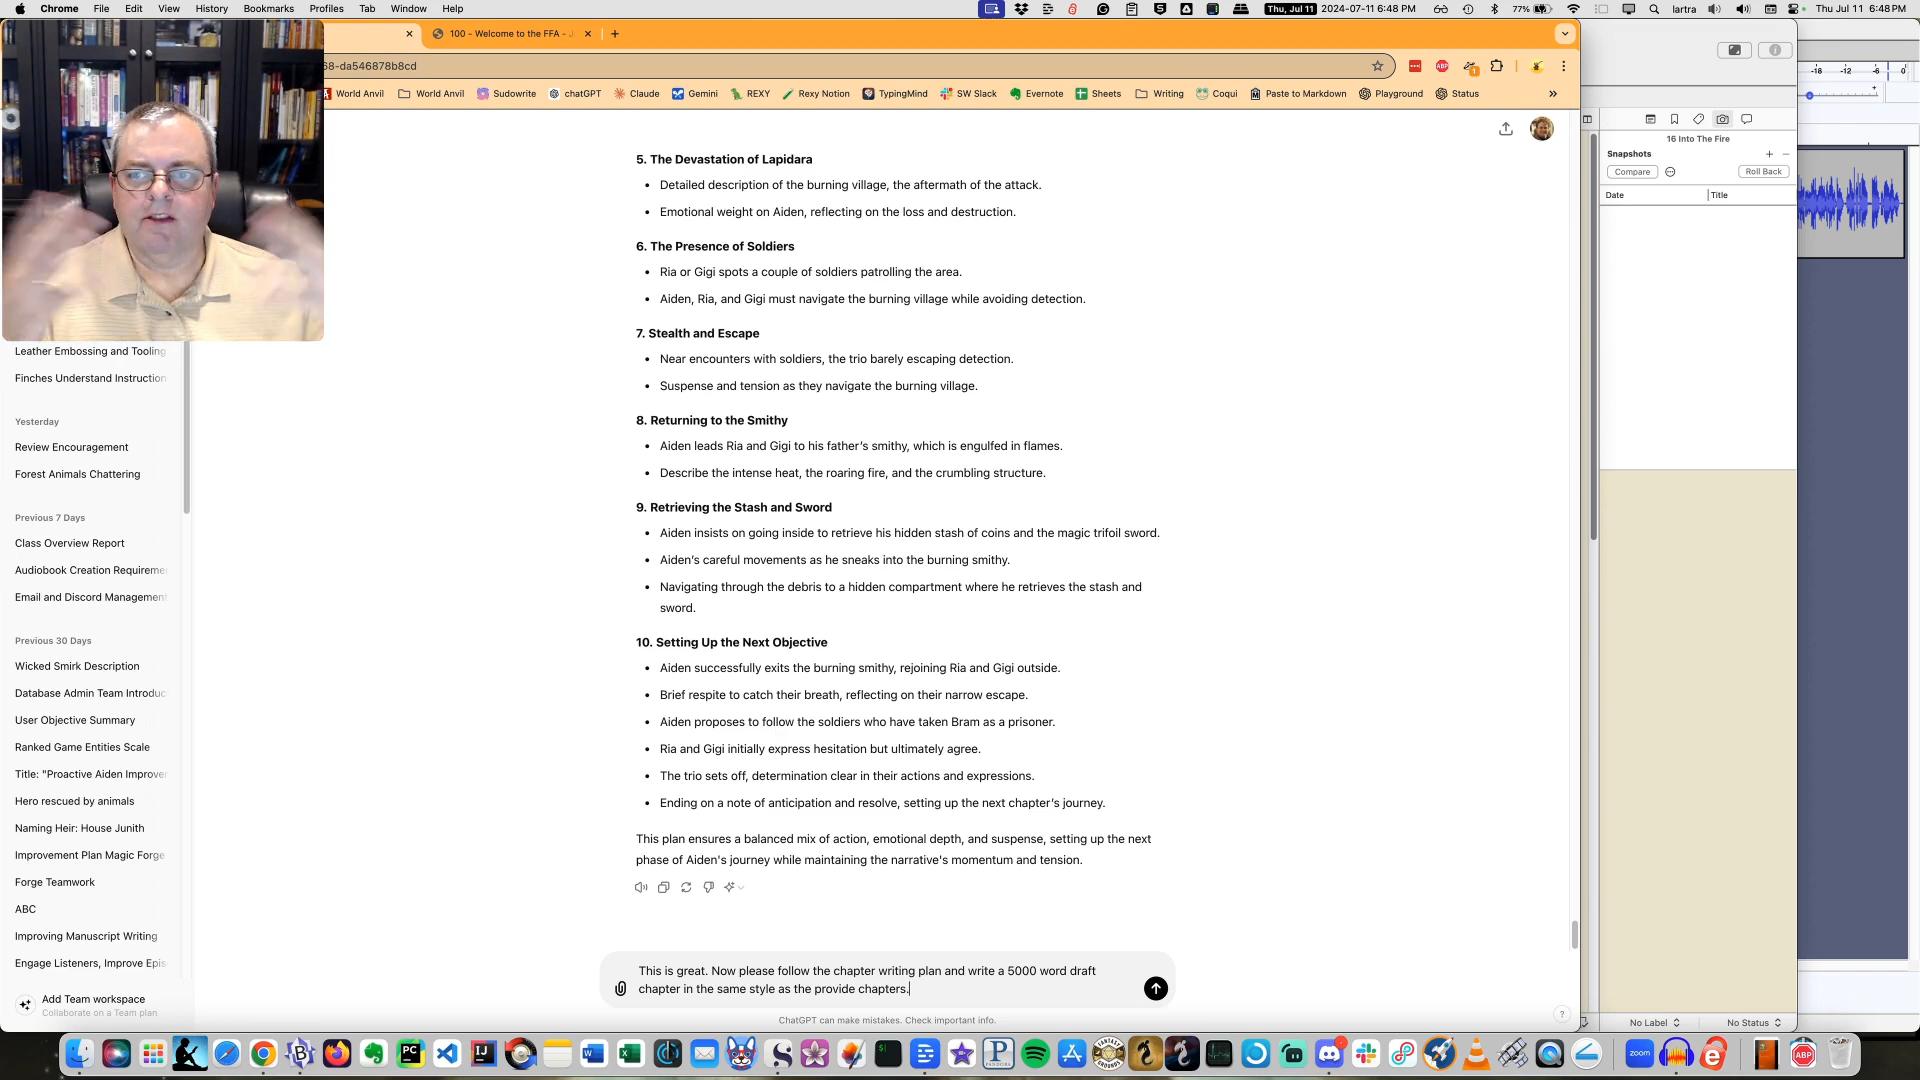 Chrome File Edit View History Bookmarks Profiles Tab Window Help
Thu, Jul 11 2024-07-11 6:48 PM 77% lartra Thu Jul 11 6:48 PM
100 - Welcome to the FFA -
68-da546878b8cd
World Anvil World Anvil Sudowrite chatGPT Claude Gemini REXY Rexy Notion TypingMind SW Slack Evernote Sheets Writing Coqui Paste to Markdown Playground Status
5. The Devastation of Lapidara
Detailed description of the burning village, the aftermath of the attack.
Emotional weight on Aiden, reflecting on the loss and destruction.
6. The Presence of Soldiers
Ria or Gigi spots a couple of soldiers patrolling the area.
Aiden, Ria, and Gigi must navigate the burning village while avoiding detection.
7. Stealth and Escape
Near encounters with soldiers, the trio barely escaping detection.
Suspense and tension as they navigate the burning village.
8. Returning to the Smithy
Aiden leads Ria and Gigi to his father's smithy, which is engulfed in flames.
Describe the intense heat, the roaring fire, and the crumbling structure.
9. Retrieving the Stash and Sword
Aiden insists on going inside to retrieve his hidden stash of coins and the magic trifoil sword.
Aiden's careful movements as he sneaks into the burning smithy.
Navigating through the debris to a hidden compartment where he retrieves the stash and
sword.
10. Setting Up the Next Objective
Aiden successfully exits the burning smithy, rejoining Ria and Gigi outside.
Brief respite to catch their breath, reflecting on their narrow escape.
Aiden proposes to follow the soldiers who have taken Bram as a prisoner.
Ria and Gigi initially express hesitation but ultimately agree.
The trio sets off, determination clear in their actions and expressions.
Ending on a note of anticipation and resolve, setting up the next chapter's journey.
This plan ensures a balanced mix of action, emotional depth, and suspense, setting up the next
phase of Aiden's journey while maintaining the narrative's momentum and tension.
This is great. Now please follow the chapter writing plan and write a 5000 word draft
chapter in the same style as the provide chapters.
ChatGPT can make mistakes. Check important info.
?
Leather Embossing and Tooling
Finches Understand Instruction
Yesterday
Review Encouragement
Forest Animals Chattering
Previous 7 Days
Class Overview Report
Audiobook Creation Requireme
Email and Discord Management
Previous 30 Days
Wicked Smirk Description
Database Admin Team Introduc
User Objective Summary
Ranked Game Entities Scale
Title: "Proactive Aiden Improve
Hero rescued by animals
Naming Heir: House Junith
Improvement Plan Magic Forge
Forge Teamwork
ABC
Improving Manuscript Writing
Engage Listeners, Improve Epis
Add Team workspace
Collaborate on a Team plan
16 Into The Fire
Snapshots
Compare Roll Back
Date Title
No Label No Status
-18 -12 -6 0
zoom
ABP